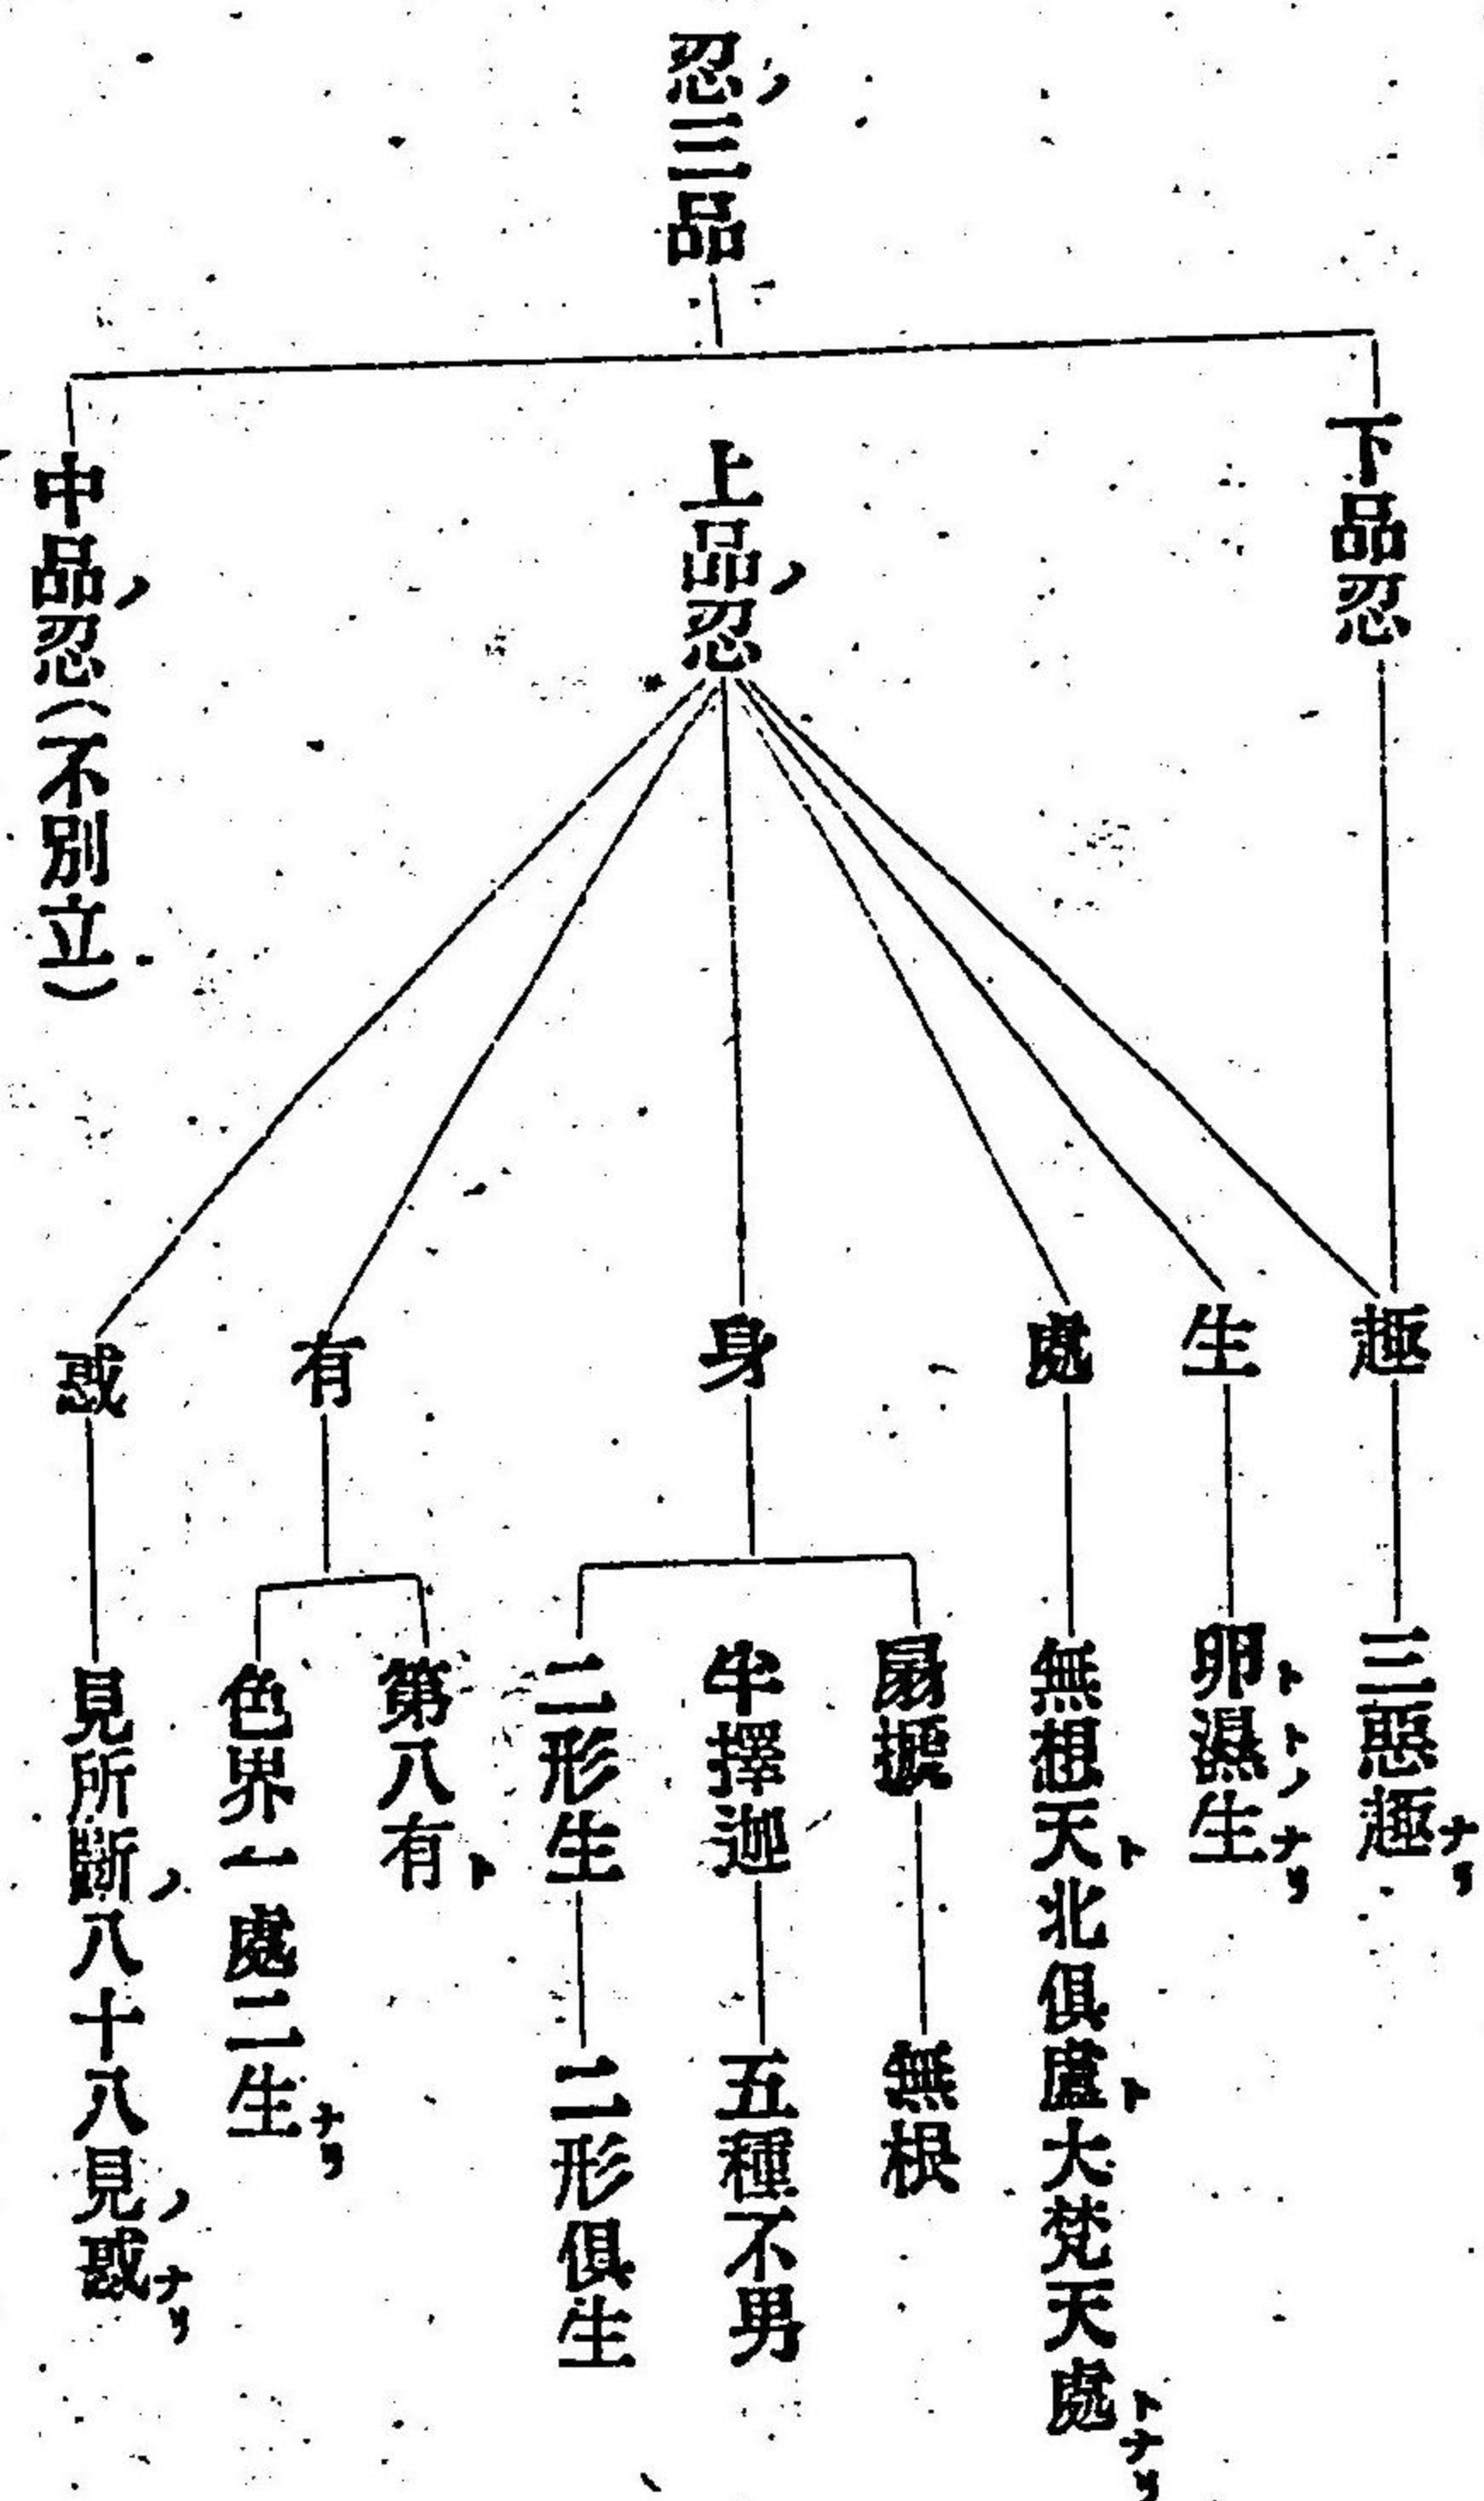 忍ノ三品
下品忍
上品ノ忍
中品ノ忍(不別立)
趣
生
處
身
有
惑
三惡趣ナリ
卵ト濕トノ生ナリ
無想天ト北俱盧ト大梵天處トナリ
扇搋
無根
半擇迦
五種不男
二形生
二形俱生
第八有ト
色界一處二生ナリ
見所斷ノ八十八見ノ惑ナリ